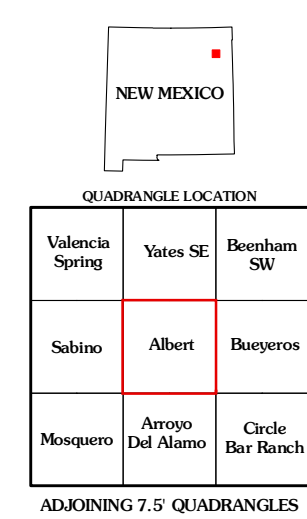 NEW MEXICO
QUADRANGLE LOCATION
Valencia
Spring
Yates SE
Beenham
SW
Sabino
Albert
Bueyeros
Mosquero
Arroyo
Del Alamo
Circle
Bar Ranch
ADJOINING 7.5' QUADRANGLES